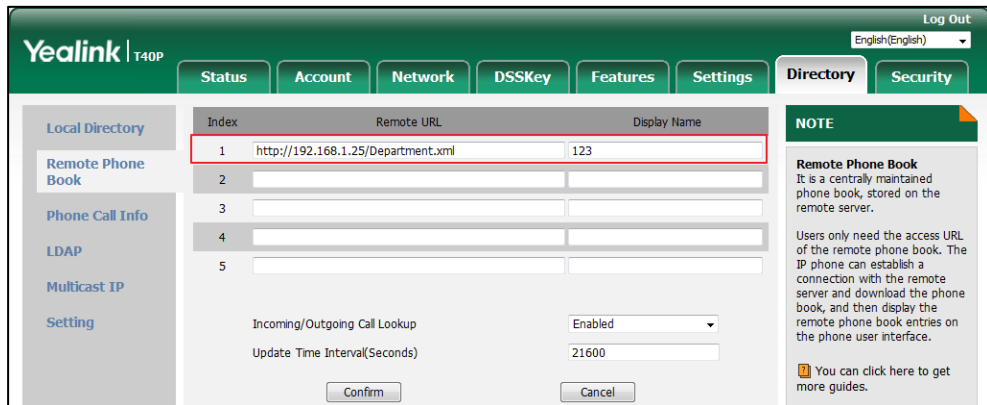 Log Out
Yealink T40P
English(English)
Status Account Network DSSKey Features Settings Directory Security
Local Directory
Remote Phone
Book
Phone Call Info
LDAP
Multicast IP
Setting
Index Remote URL Display Name
1 http://192.168.1.25/Department.xml 123
2
3
4
5
Incoming/Outgoing Call Lookup Enabled
Update Time Interval(Seconds) 21600
Confirm Cancel
NOTE
Remote Phone Book
It is a centrally maintained
phone book, stored on the
remote server.
Users only need the access URL
of the remote phone book. The
IP phone can establish a
connection with the remote
server and download the phone
book, and then display the
remote phone book entries on
the phone user interface.
You can click here to get
more guides.